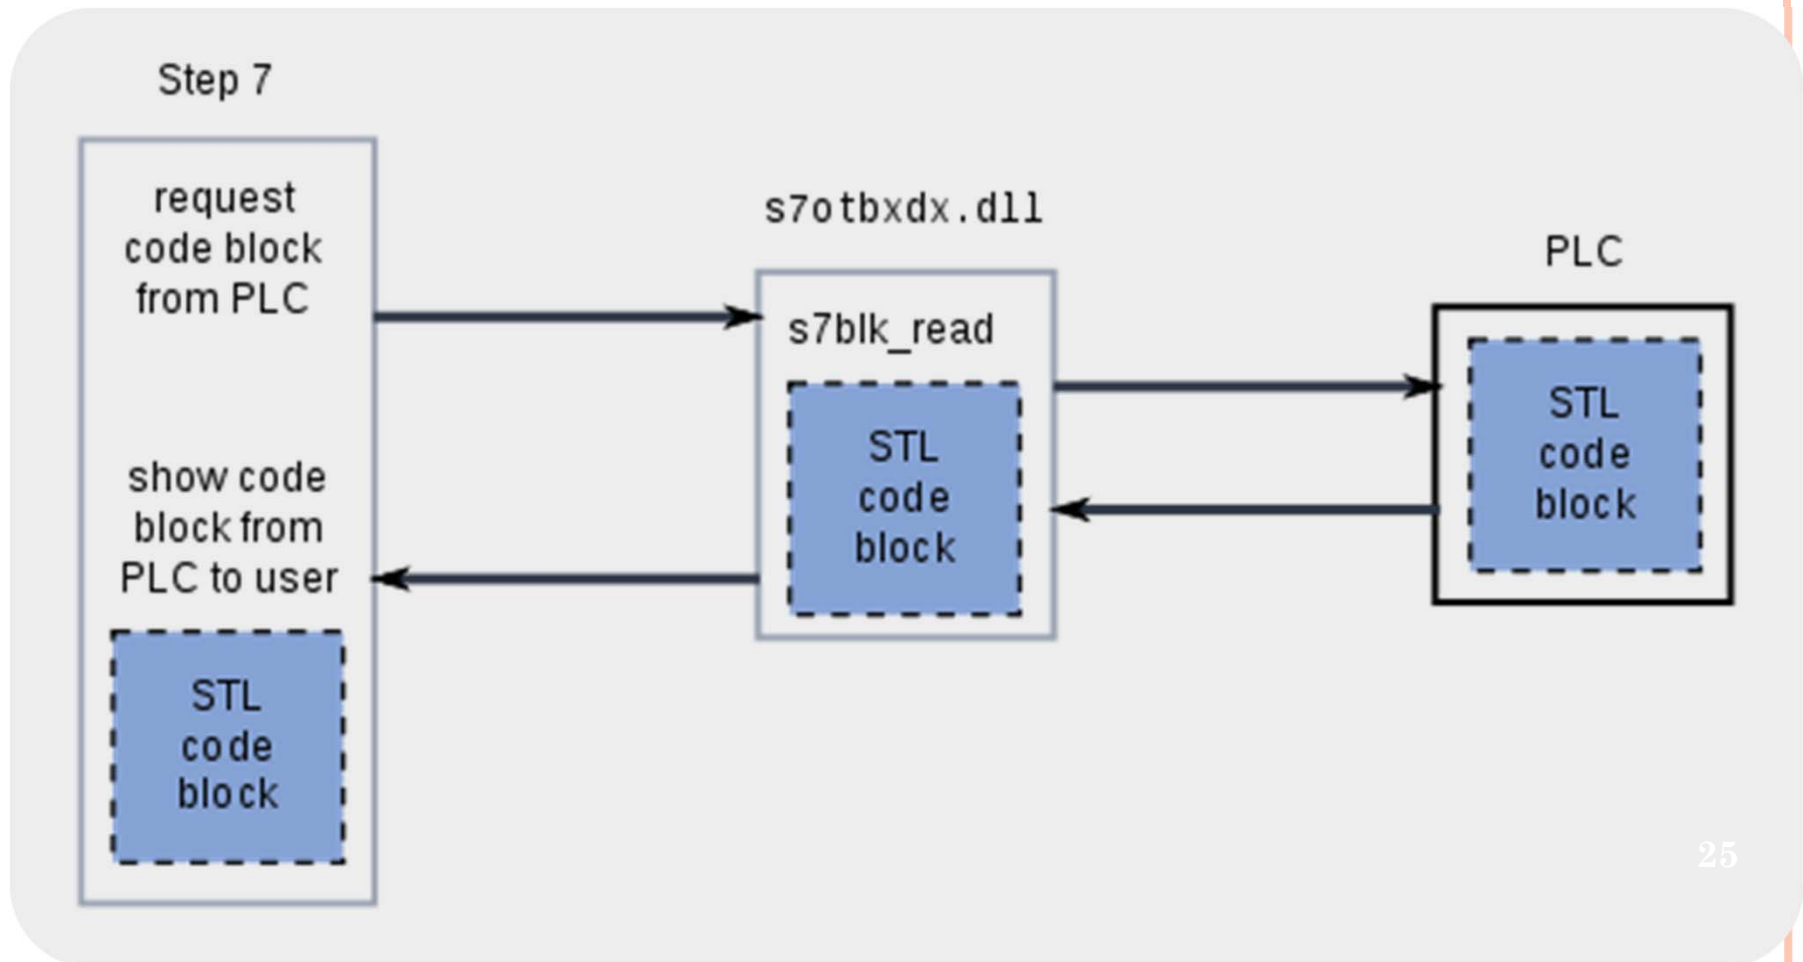 Step 7
request
code block
from PLC
show code
block from
PLC to user
STL
code
block
s7otbxdx.dll
s7blk_read
STL
code
block
PLC
STL
code
block
25